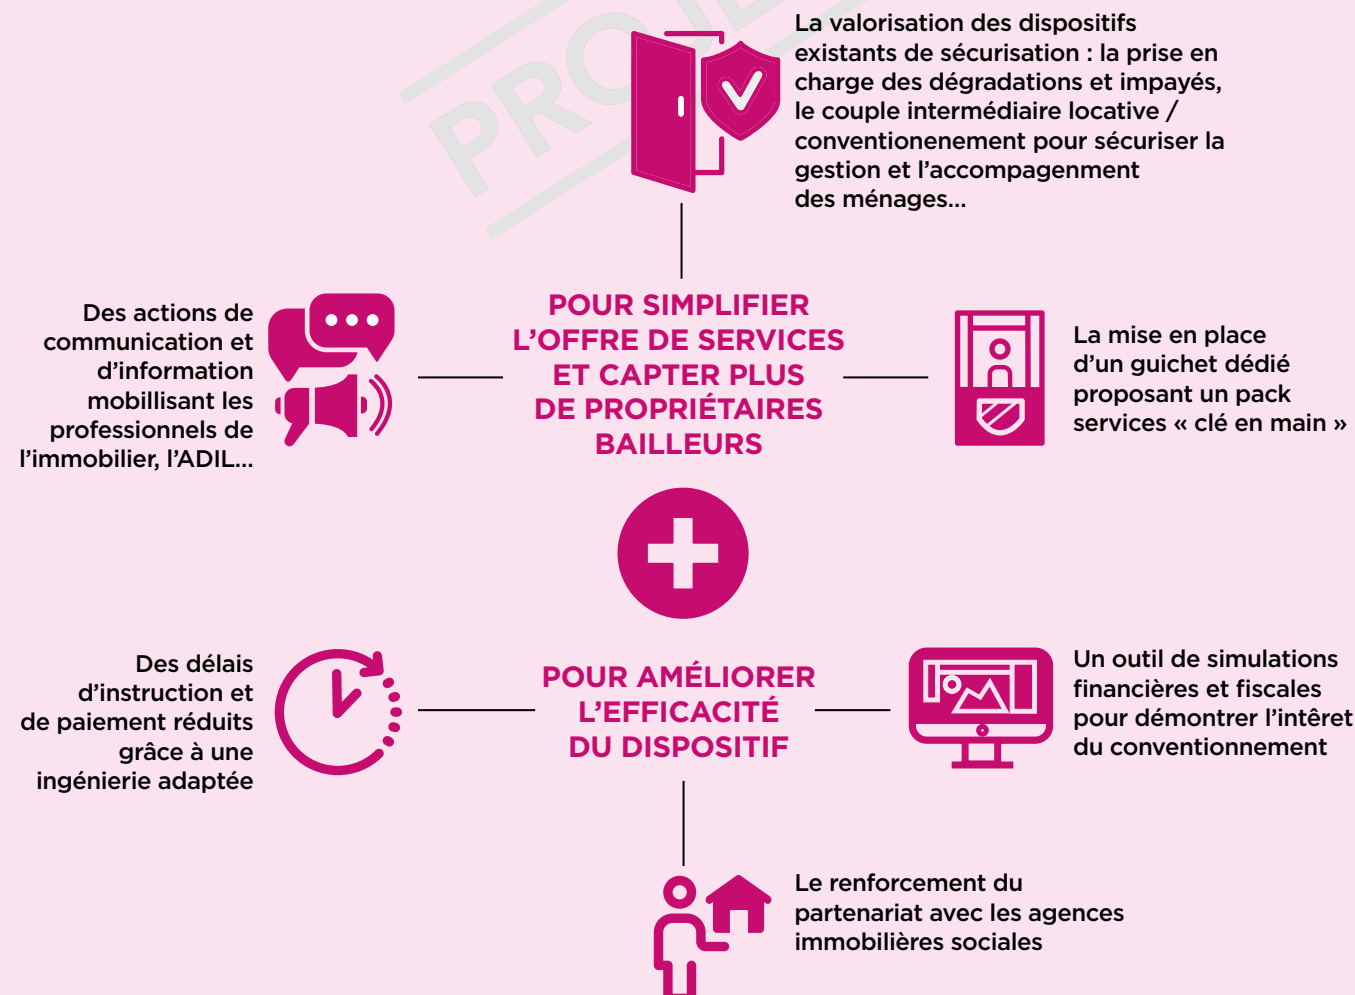 PROJE
La valorisation des dispositifs
existants de sécurisation : la prise en
charge des dégradations et impayés,
le couple intermédiaire locative /
conventionenement pour sécuriser la
gestion et l'accompagenment
des ménages...
Des actions de
communication et
d'information
mobillisant les
professionnels de
l'immobilier, l'ADIL...
POUR SIMPLIFIER
L'OFFRE DE SERVICES
ET CAPTER PLUS
DE PROPRIÉTAIRES
BAILLEURS
La mise en place
d'un guichet dédié
proposant un pack
services « clé en main »
Des délais
d'instruction et
de paiement réduits
grâce à une
ingénierie adaptée
POUR AMÉLIORER
L'EFFICACITÉ
DU DISPOSITIF
Un outil de simulations
financières et fiscales
pour démontrer l'intêret
du conventionnement
Le renforcement du
partenariat avec les agences
immobilières sociales